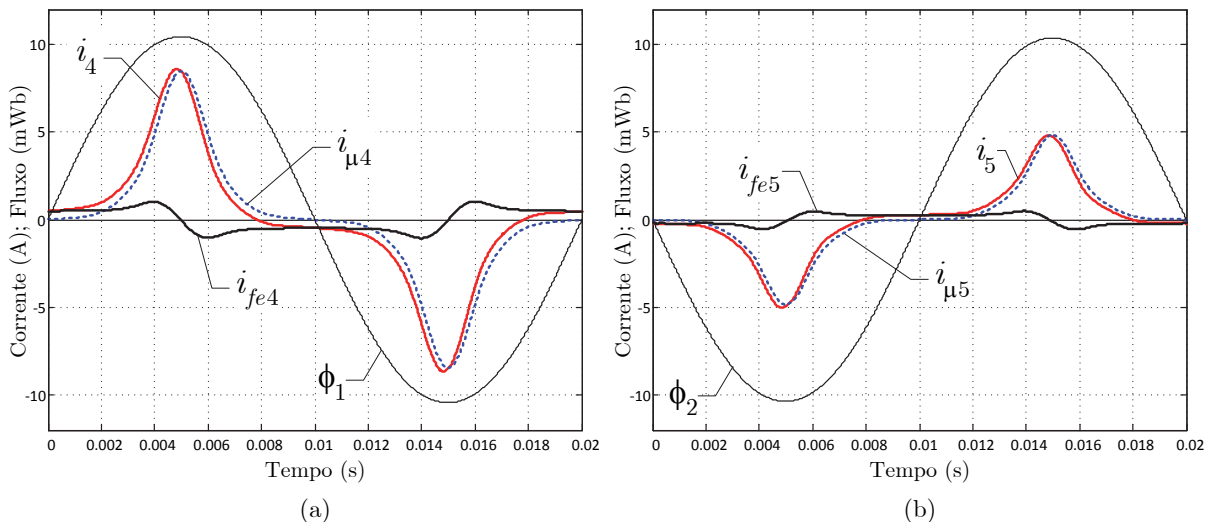 Corrente (A); Fluxo (mWb)
10
5
0
-5
-10
i4
iμ4
ife4
ϕ1
0 0.002 0.004 0.006 0.008 0.01 0.012 0.014 0.016 0.018 0.02
Tempo (s)
(a)
Corrente (A); Fluxo (mWb)
10
5
0
-5
-10
ife5
i5
iμ5
ϕ2
0.002 0.004 0.006 0.008 0.01 0.012 0.014 0.016 0.018 0.02
Tempo (s)
(b)